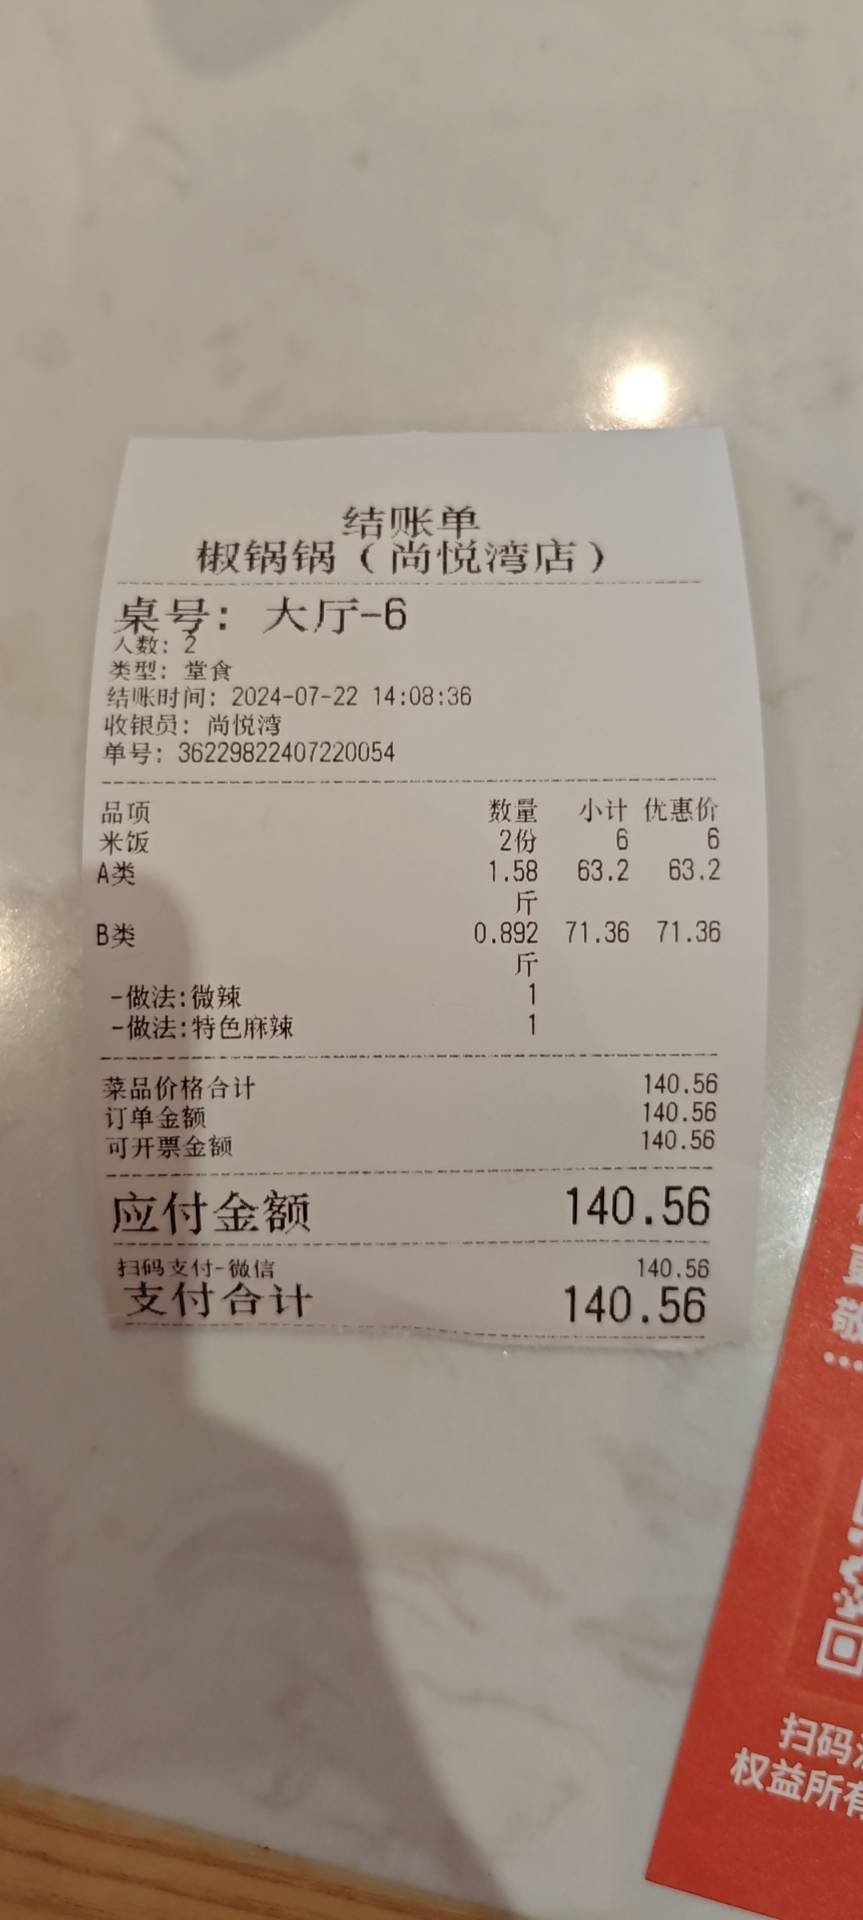 结账单
椒锅锅（尚悦湾店）
桌号: 大厅-6
人数: 2
类型: 堂食
结账时间: 2024-07-22 14:08:36
收银员: 尚悦湾
单号: 36229822407220054
品项 数量 小计 优惠价
米饭 2份 6 6
A类 1.58 63.2 63.2
斤
B类 0.892 71.36 71.36
斤
-做法:微辣 1
-做法:特色麻辣 1
菜品价格合计 140.56
订单金额 140.56
可开票金额 140.56
应付金额 140.56
扫码支付-微信 140.56
支付合计 140.56
敬
扫码
权益所有